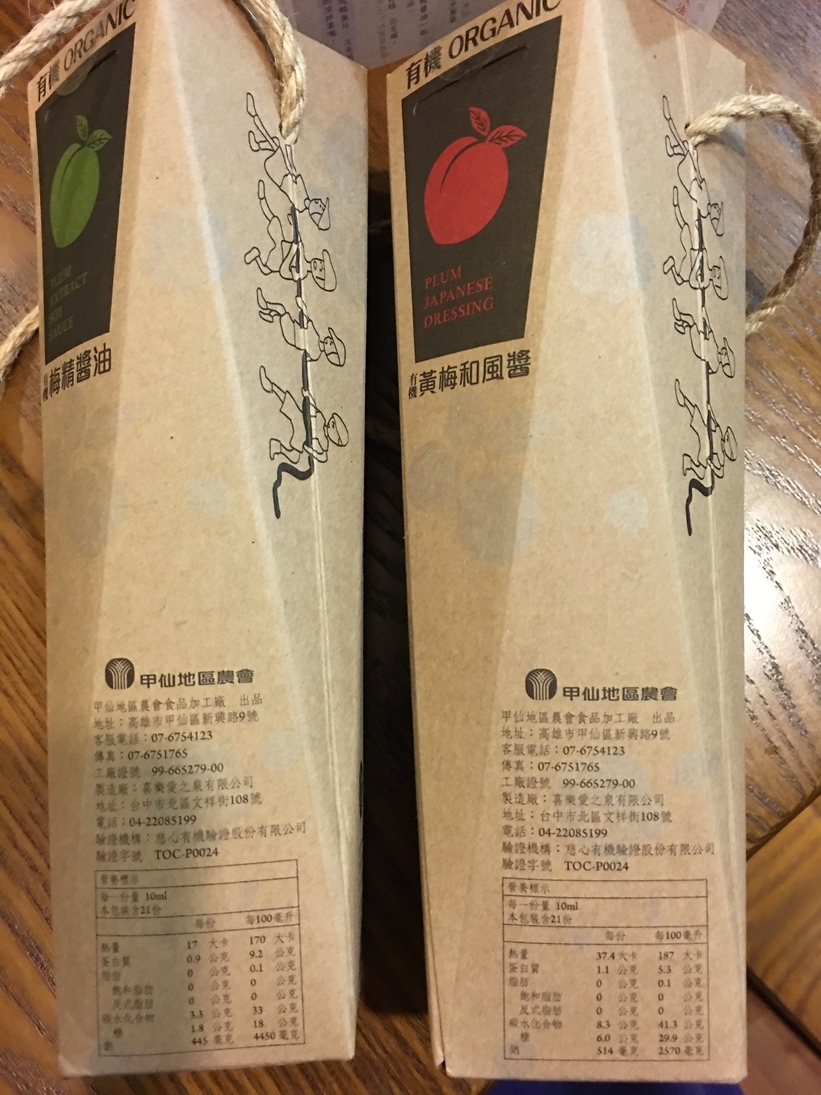 有機 ORGANIC
PLUM
EXTRACT
SOY
SAUCE
有機梅精醬油
甲仙地區農會
甲仙地區農會食品加工廠 出品
地址：高雄市甲仙區新興路9號
客服電話：07-6754123
傳真：07-6751765
工廠證號 99-665279-00
製造廠：喜樂愛之泉有限公司
地址：台中市北區文祥街108號
電話：04-22085199
驗證機構：慈心有機驗證股份有限公司
驗證字號 TOC-P0024
營養標示
每一份量 10ml
本包裝含21份
每份 每100毫升
熱量 17 大卡 170 大卡
蛋白質 0.9 公克 9.2 公克
脂肪 0 公克 0.1 公克
飽和脂肪 0 公克 0 公克
反式脂肪 0 公克 0 公克
碳水化合物 3.3 公克 33 公克
糖 1.8 公克 18 公克
鈉 445 毫克 4450 毫克
有機 ORGANIC
PLUM
JAPANESE
DRESSING
有機黃梅和風醬
甲仙地區農會
甲仙地區農會食品加工廠 出品
地址：高雄市甲仙區新興路9號
客服電話：07-6754123
傳真：07-6751765
工廠證號 99-665279-00
製造廠：喜樂愛之泉有限公司
地址：台中市北區文祥街108號
電話：04-22085199
驗證機構：慈心有機驗證股份有限公司
驗證字號 TOC-P0024
營養標示
每一份量 10ml
本包裝含21份
每份 每100毫升
熱量 37.4 大卡 187 大卡
蛋白質 1.1 公克 5.3 公克
脂肪 0 公克 0.1 公克
飽和脂肪 0 公克 0 公克
反式脂肪 0 公克 0 公克
碳水化合物 8.3 公克 41.3 公克
糖 6.0 公克 29.9 公克
鈉 514 毫克 2570 毫克